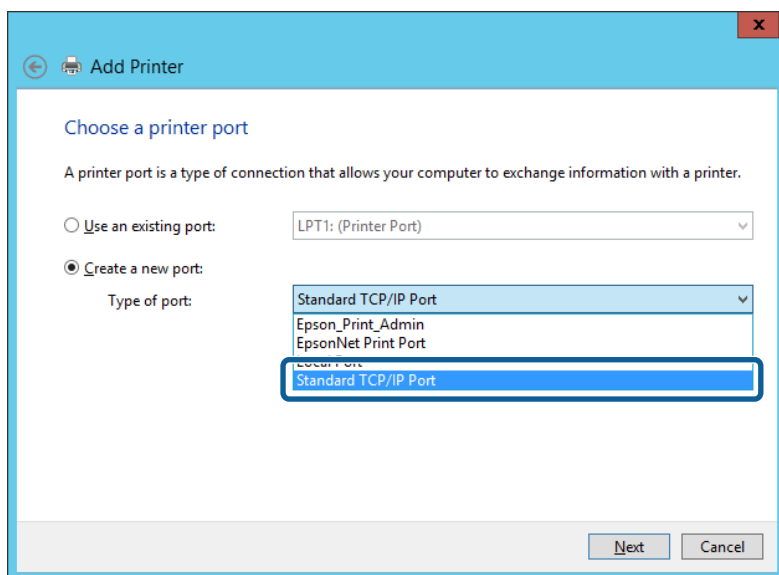 x
Add Printer
Choose a printer port
A printer port is a type of connection that allows your computer to exchange information with a printer.
Use an existing port: LPT1: (Printer Port)
Create a new port:
Type of port: Standard TCP/IP Port
Epson_Print_Admin
EpsonNet Print Port
Local Port
Standard TCP/IP Port
Next Cancel